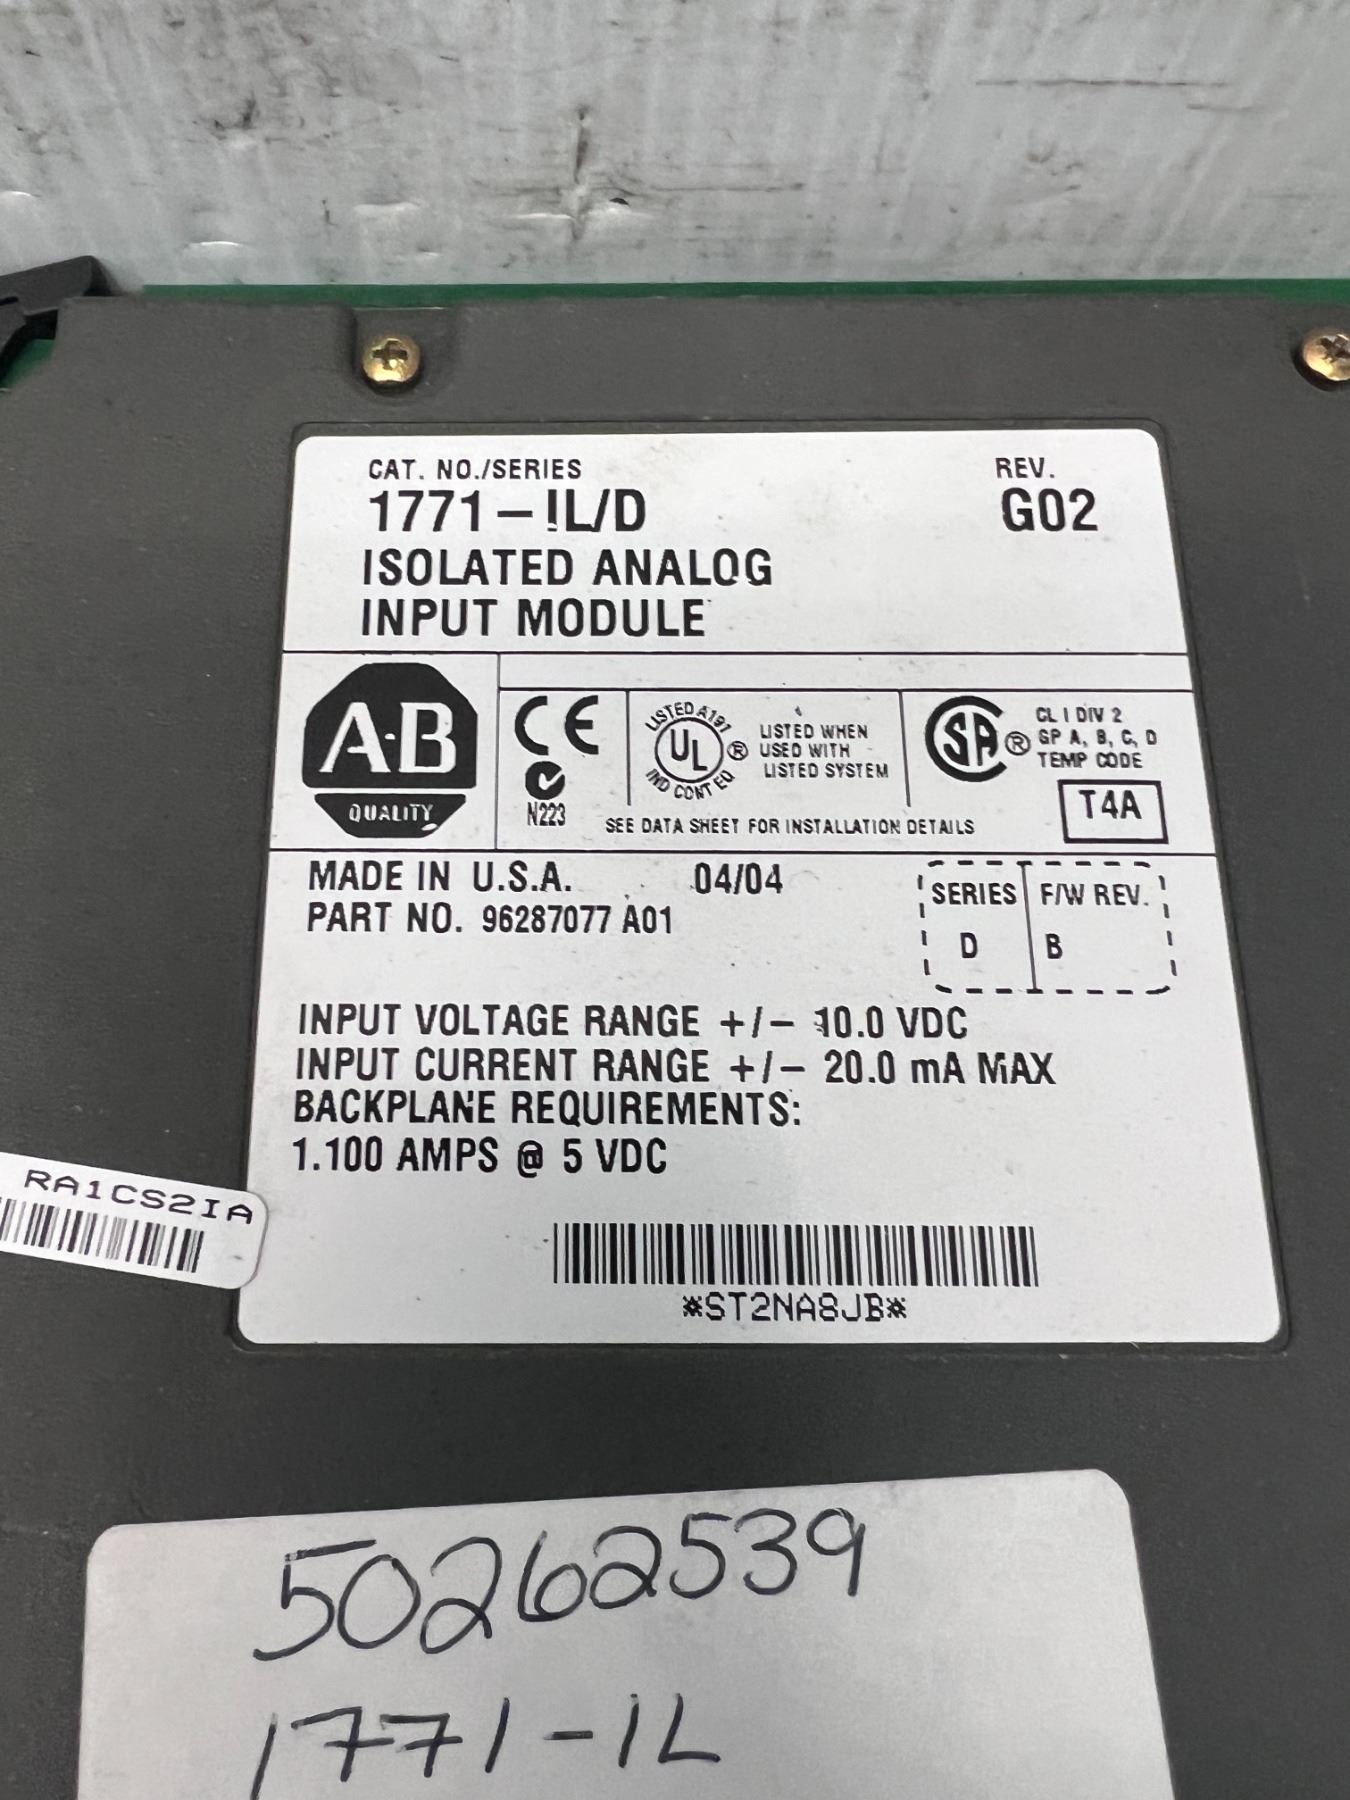 CAT. NO./SERIES
1771-IL/D
ISOLATED ANALOG
INPUT MODULE
REV.
G02
A-B
QUALITY
CE
N223
LISTED A197
UL
IND CONT EQ
®
LISTED WHEN
USED WITH
LISTED SYSTEM
SA
®
CL I DIV 2
GP A, B, C, D
TEMP CODE
T4A
SEE DATA SHEET FOR INSTALLATION DETAILS
MADE IN U.S.A. 04/04
PART NO. 96287077 A01
SERIES F/W REV.
D B
INPUT VOLTAGE RANGE +/- 10.0 VDC
INPUT CURRENT RANGE +/- 20.0 mA MAX
BACKPLANE REQUIREMENTS:
1.100 AMPS @ 5 VDC
RA1CS2IA
*ST2NA8JB*
50262539
1771-IL